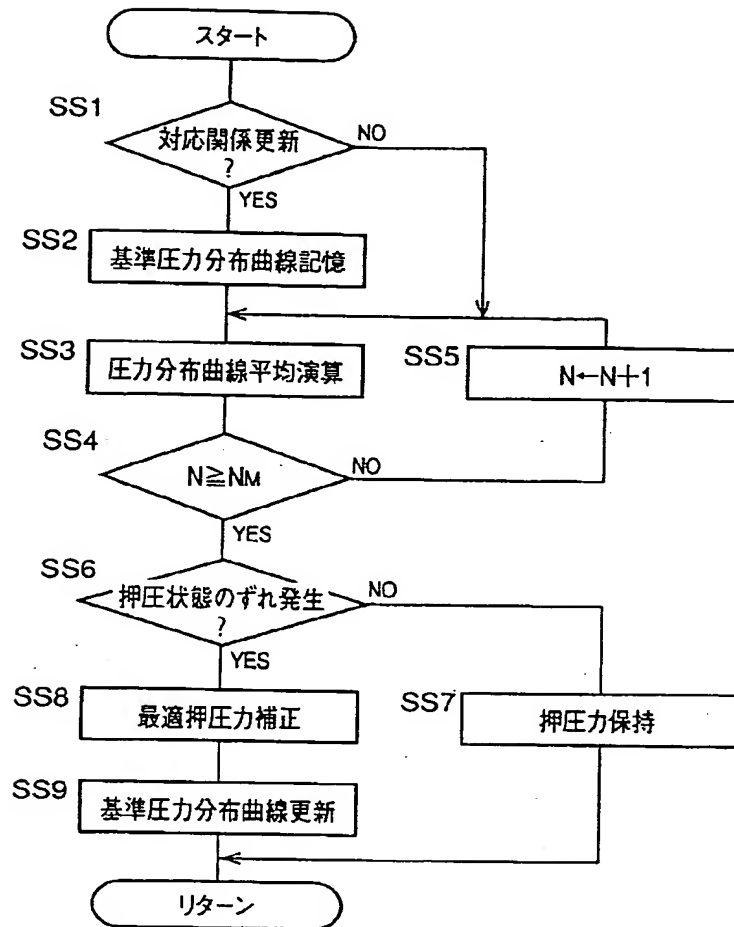 スタート
SS1
対応関係更新
?
NO
YES
SS2
基準圧力分布曲線記憶
SS3
圧力分布曲線平均演算
SS5
N←N+1
SS4
N≧NM
NO
YES
SS6
押圧状態のずれ発生
?
NO
YES
SS8
最適押圧力補正
SS7
押圧力保持
SS9
基準圧力分布曲線更新
リターン